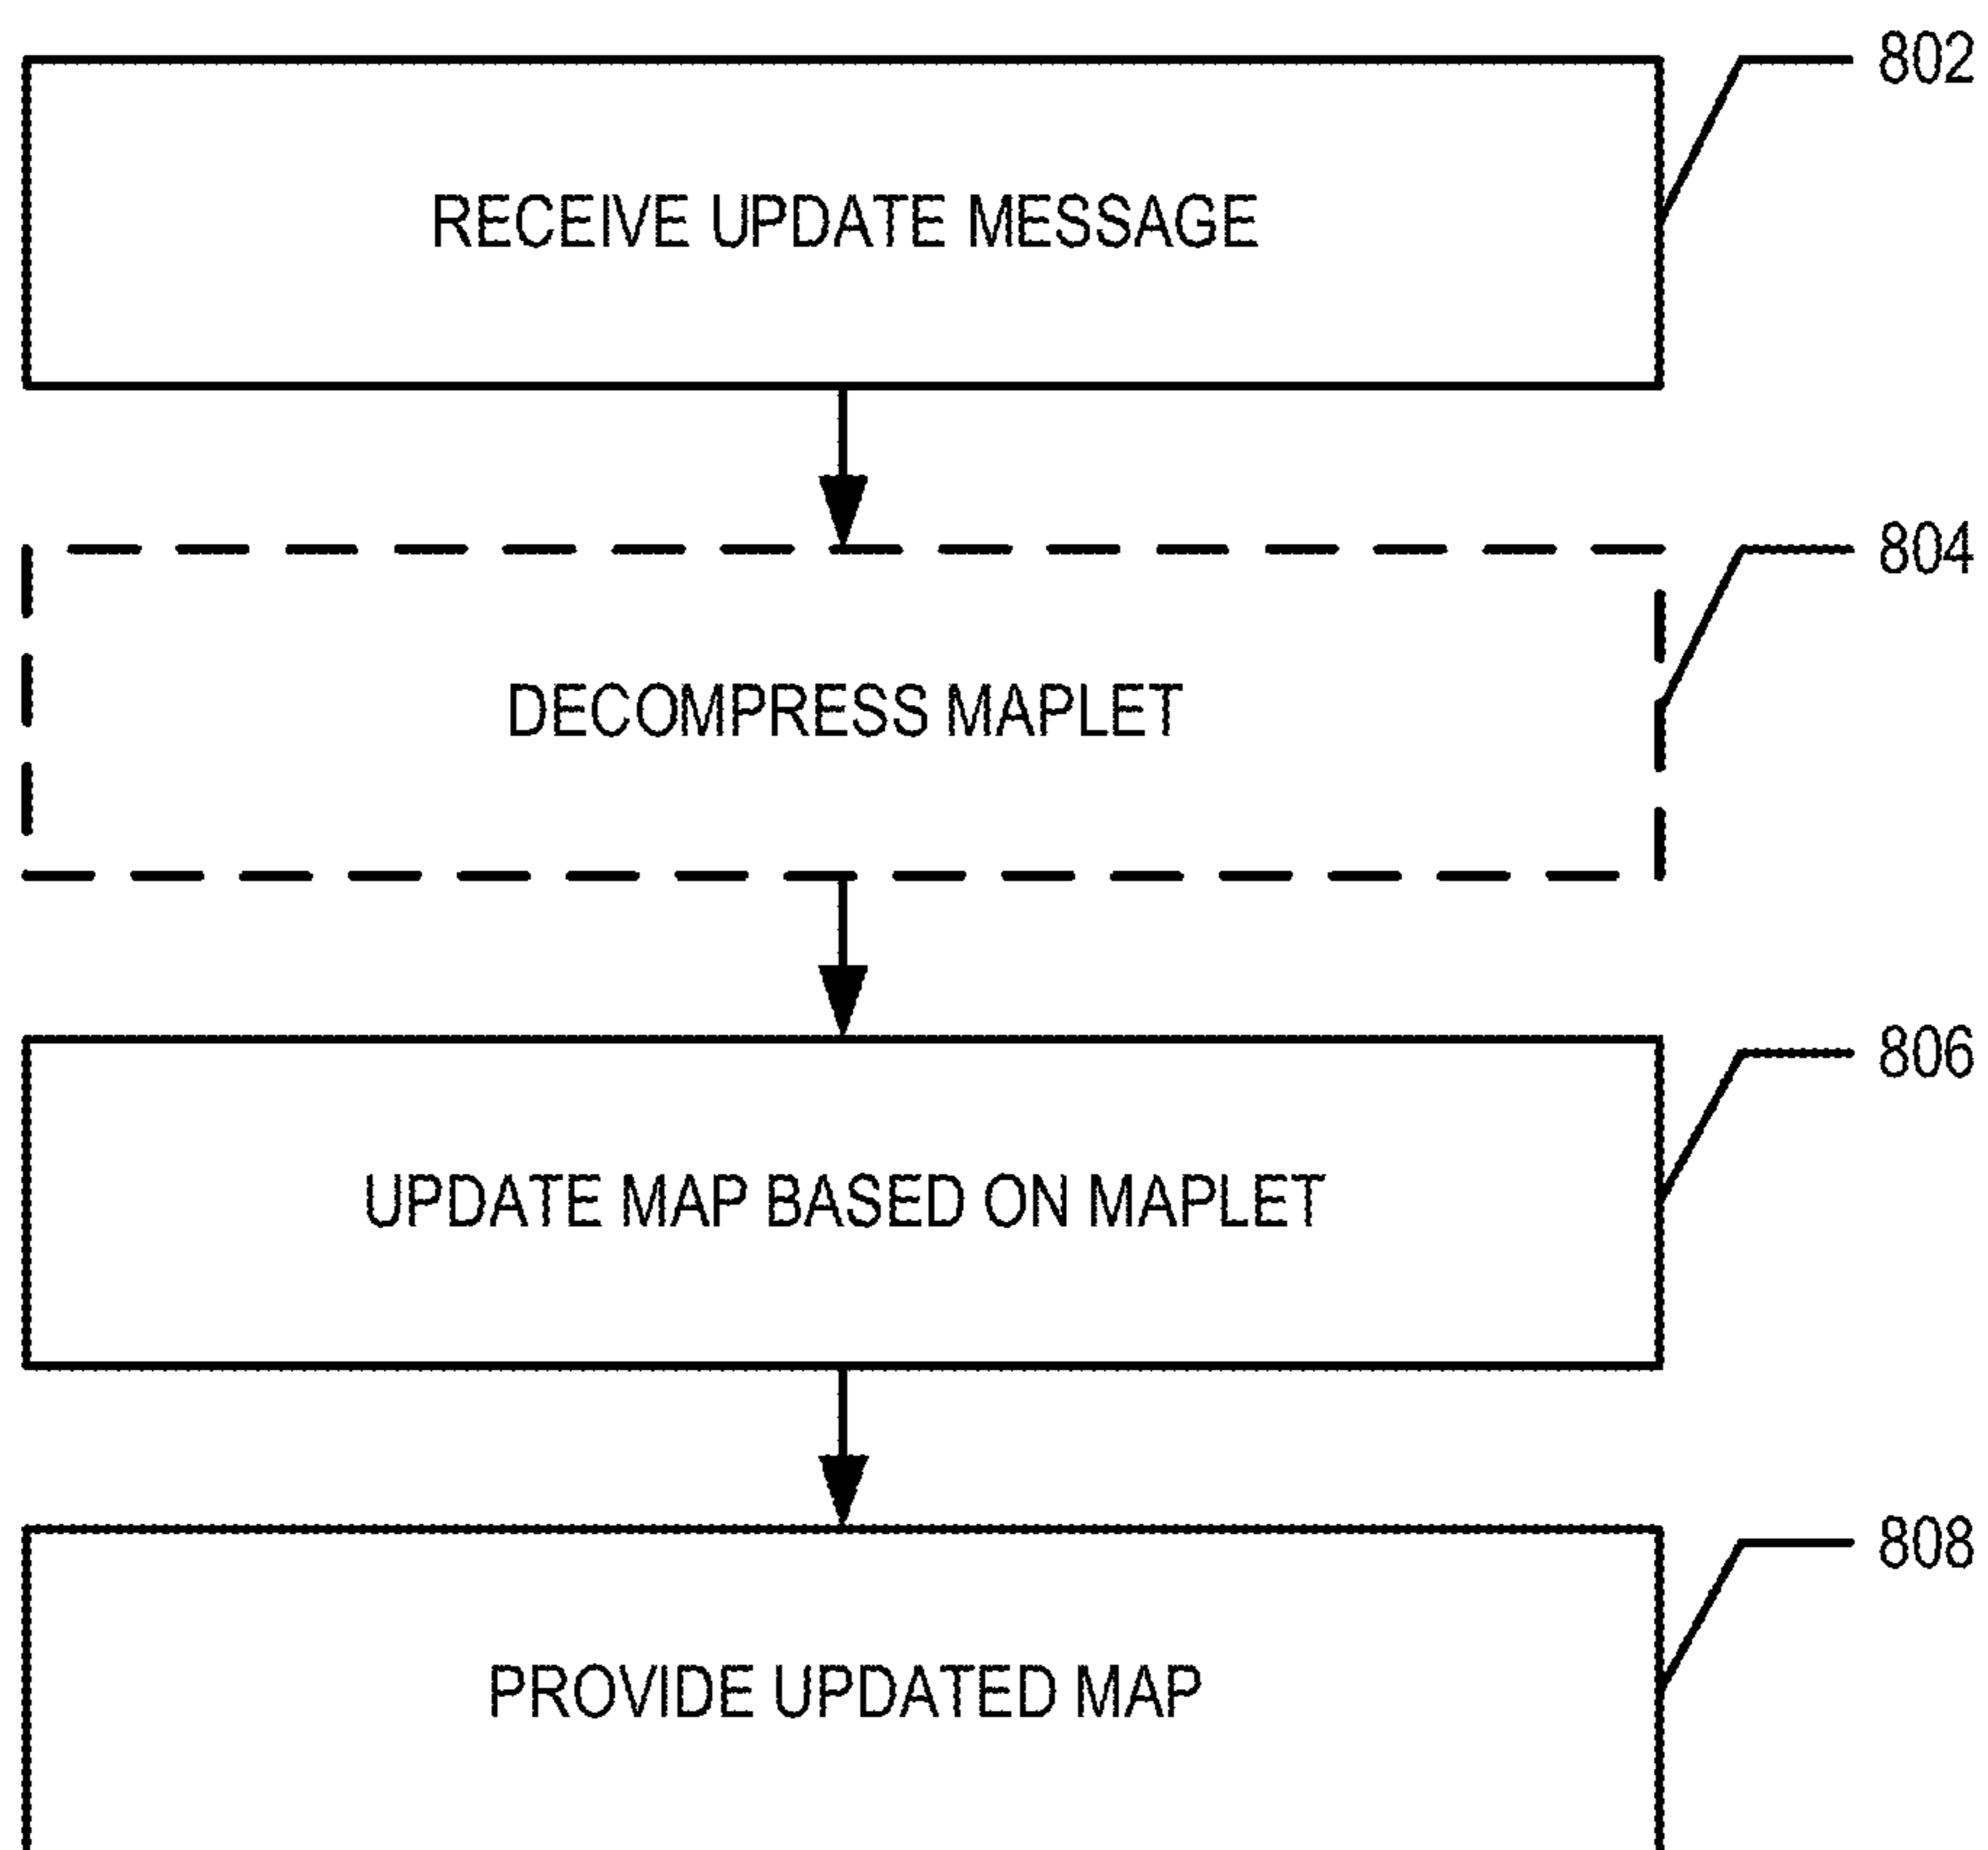 802
RECEIVE UPDATE MESSAGE
804
DECOMPRESS MAPLET
806
UPDATE MAP BASED ON MAPLET
808
PROVIDE UPDATED MAP